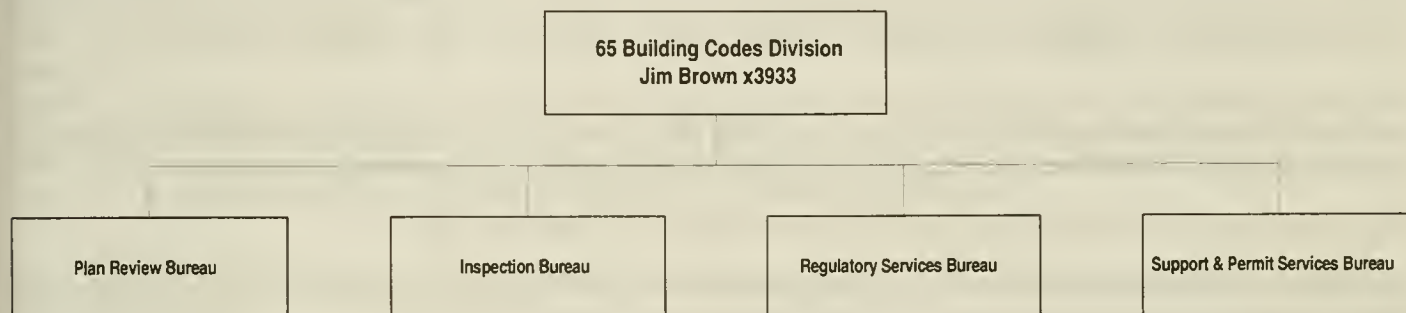 65 Building Codes Division
Jim Brown x3933
Plan Review Bureau
Inspection Bureau
Regulatory Services Bureau
Support & Permit Services Bureau